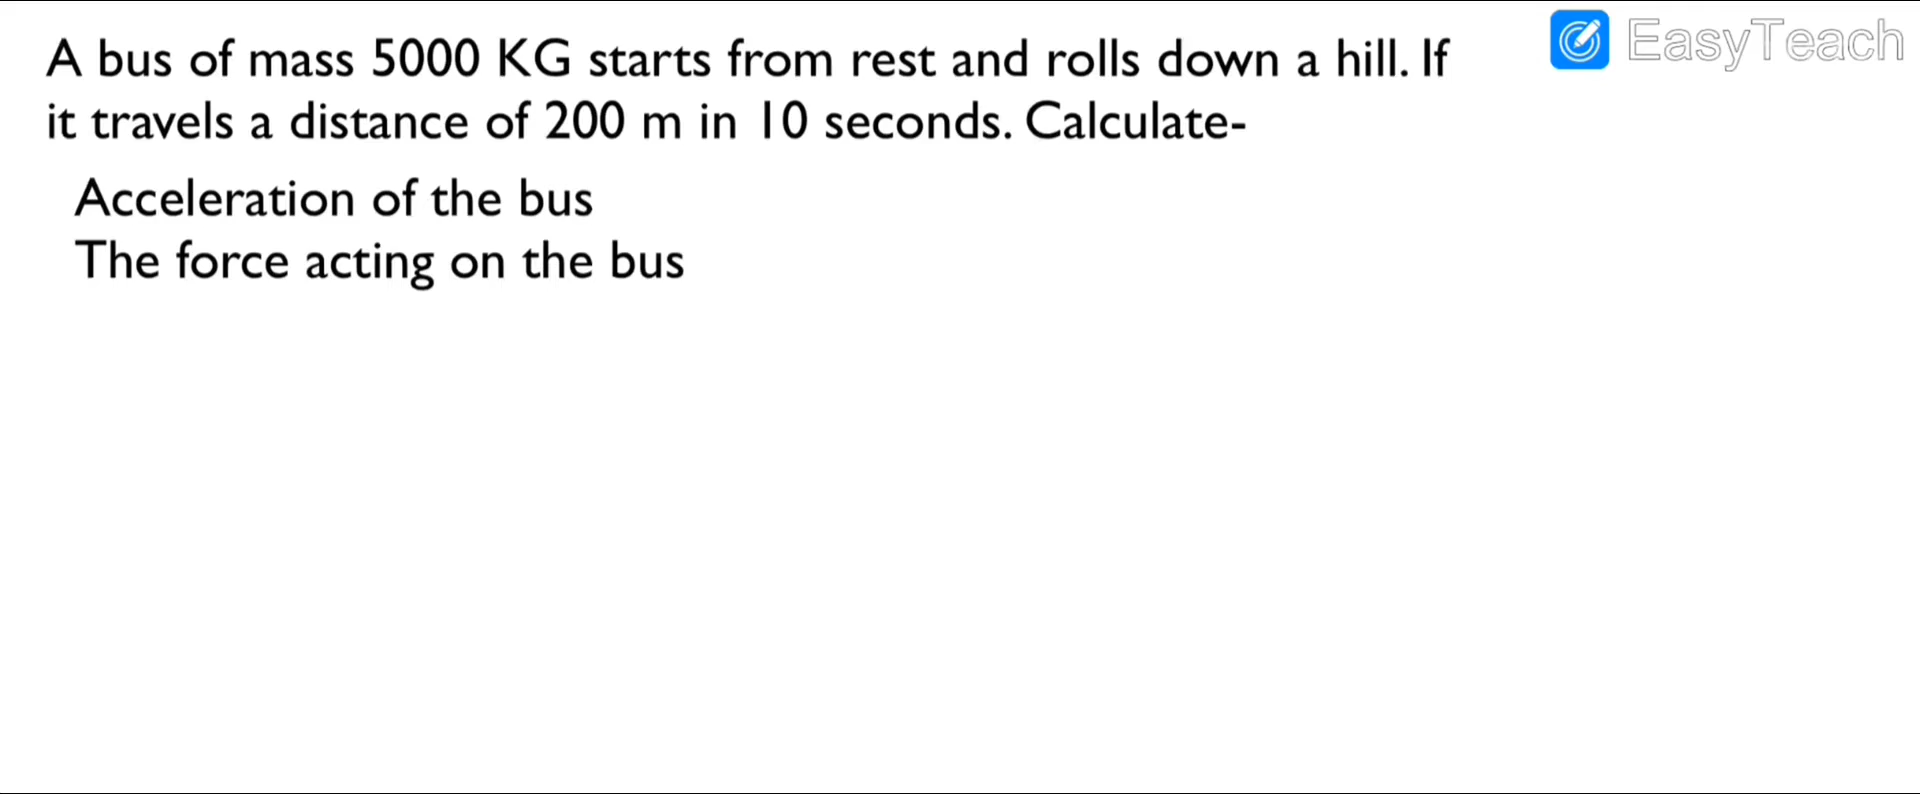 A bus of mass 5000 KG starts from rest and rolls down a hill. If
it travels a distance of 200 m in 10 seconds. Calculate-
Acceleration of the bus
The force acting on the bus
EasyTeach